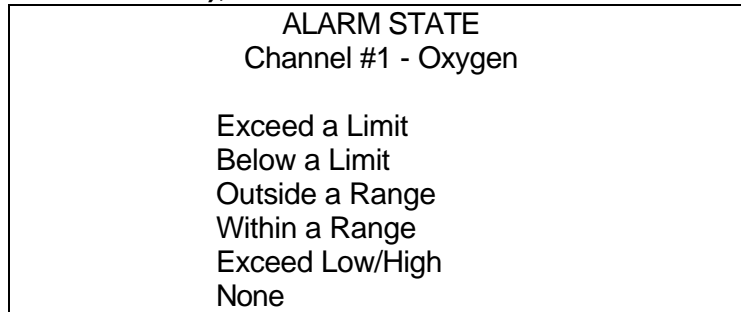 ALARM STATE
Channel #1 - Oxygen
Exceed a Limit
Below a Limit
Outside a Range
Within a Range
Exceed Low/High
None